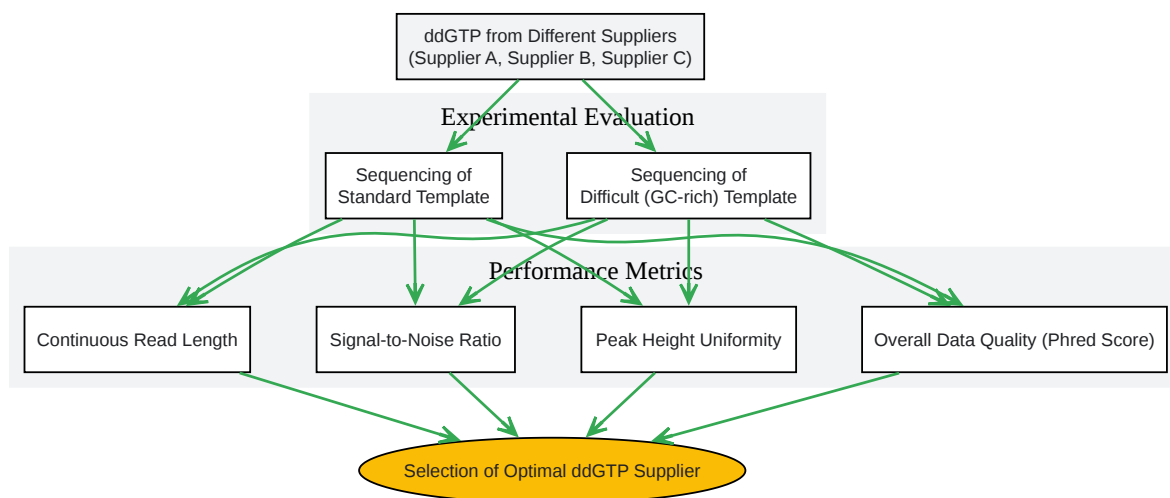 ddGTP from Different Suppliers
(Supplier A, Supplier B, Supplier C)
Experimental Evaluation
Sequencing of
Standard Template
Sequencing of
Difficult (GC-rich) Template
Performance Metrics
Continuous Read Length
Signal-to-Noise Ratio
Peak Height Uniformity
Overall Data Quality (Phred Score)
Selection of Optimal ddGTP Supplier